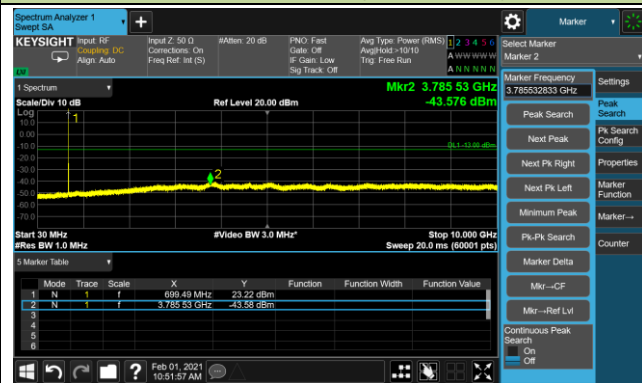 Spectrum Analyzer 1
Swept SA
Marker
KEYSIGHT
Input: RF
Coupling: DC
Align: Auto
Input Z: 50 Ω
Corrections: On
Freq Ref: Int (S)
#Atten: 20 dB
PNO: Fast
Gate: Off
IF Gain: Low
Sig Track: Off
Avg Type: Power (RMS)
Avg|Hold:>10/10
Trig: Free Run
1 2 3 4 5 6
A W W W W W
A N N N N N
LXI
Select Marker
Marker 2
1 Spectrum
Scale/Div 10 dB
Ref Level 20.00 dBm
Mkr2 3.785 53 GHz
-43.576 dBm
Log
10.0
0.00
-10.0
-20.0
-30.0
-40.0
-50.0
-60.0
-70.0
1
2
DL1 -13.00 dBm
Start 30 MHz
#Video BW 3.0 MHz*
Stop 10.000 GHz
#Res BW 1.0 MHz
Sweep 20.0 ms (60001 pts)
5 Marker Table
Mode Trace Scale X Y Function Function Width Function Value
1 N 1 f 699.49 MHz 23.22 dBm
2 N 1 f 3.785 53 GHz -43.58 dBm
3
4
5
6
Marker Frequency
3.785532833 GHz
Peak Search
Next Peak
Next Pk Right
Next Pk Left
Minimum Peak
Pk-Pk Search
Marker Delta
Mkr→CF
Mkr→Ref Lvl
Continuous Peak
Search
On
Off
Settings
Peak
Search
Pk Search
Config
Properties
Marker
Function
Marker→
Counter
Feb 01, 2021
10:51:57 AM